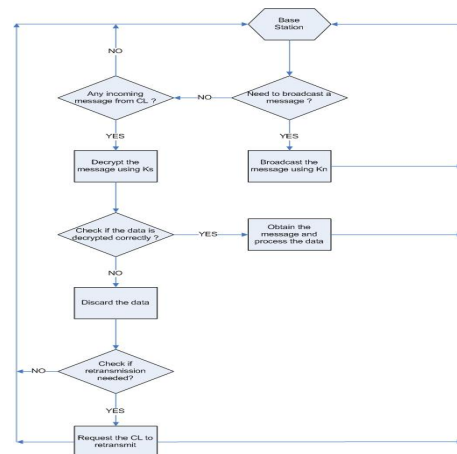 Base
Station
NO
Any incoming
message from CL ?
NO
Need to broadcast a
message ?
YES
YES
Decrypt the
message using Ks
Broadcast the
message using Kn
Check if the data is
decrypted correctly ?
YES
Obtain the
message and
process the data
NO
Discard the data
Check if
retransmission
needed?
NO
YES
Request the CL to
retransmit